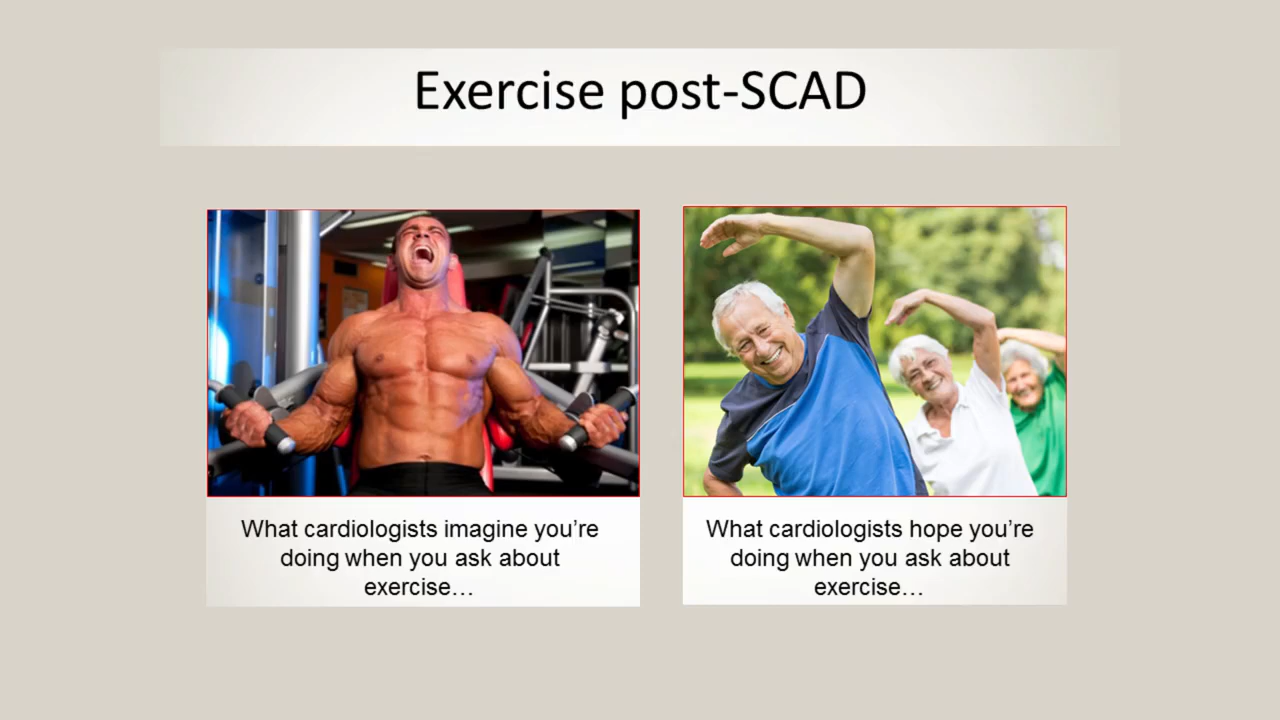 Exercise post-SCAD
What cardiologists imagine you’re
doing when you ask about
exercise…
What cardiologists hope you’re
doing when you ask about
exercise…